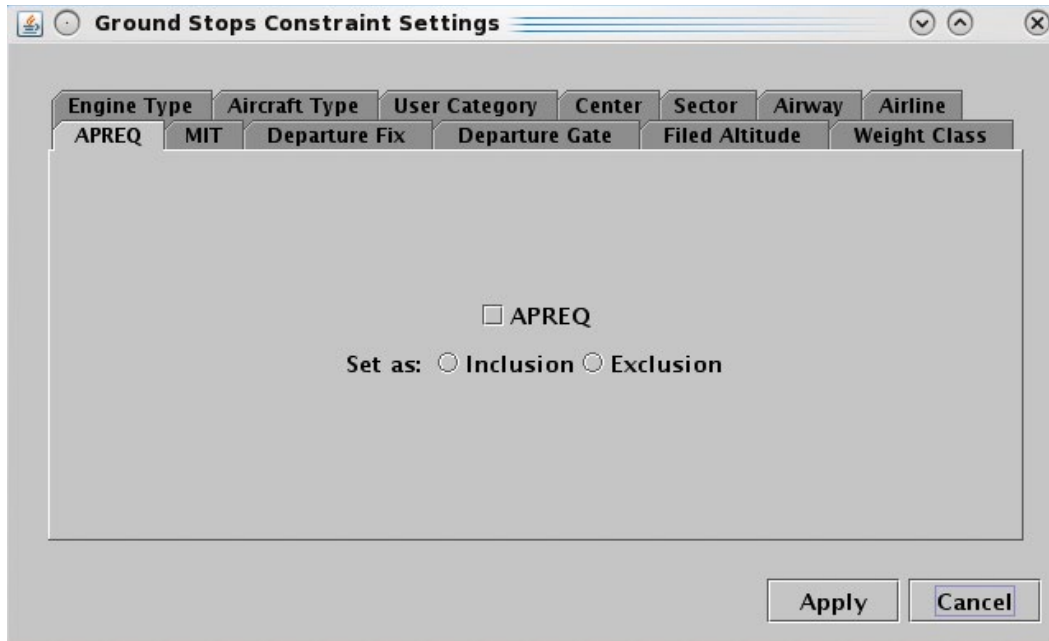 Ground Stops Constraint Settings
Engine Type Aircraft Type User Category Center Sector Airway Airline
APREQ MIT Departure Fix Departure Gate Filed Altitude Weight Class
APREQ
Set as: Inclusion Exclusion
Apply Cancel